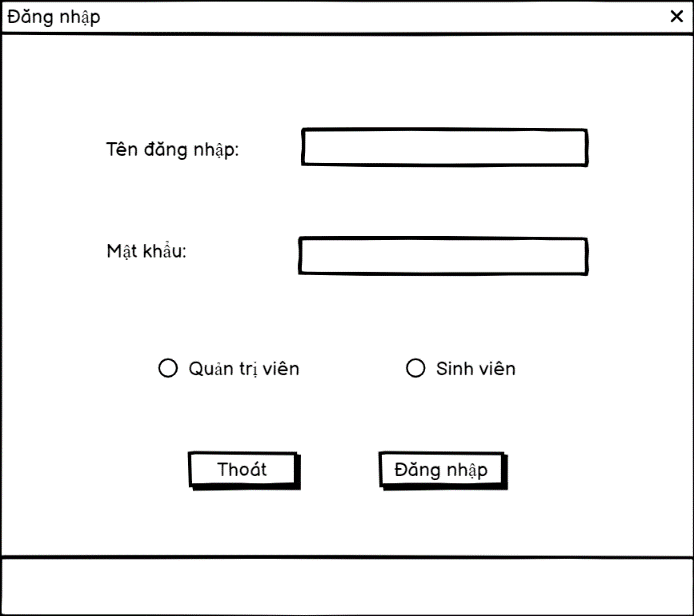 Đăng nhập
Tên đăng nhập:
Mật khẩu:
Quản trị viên Sinh viên
Thoát Đăng nhập